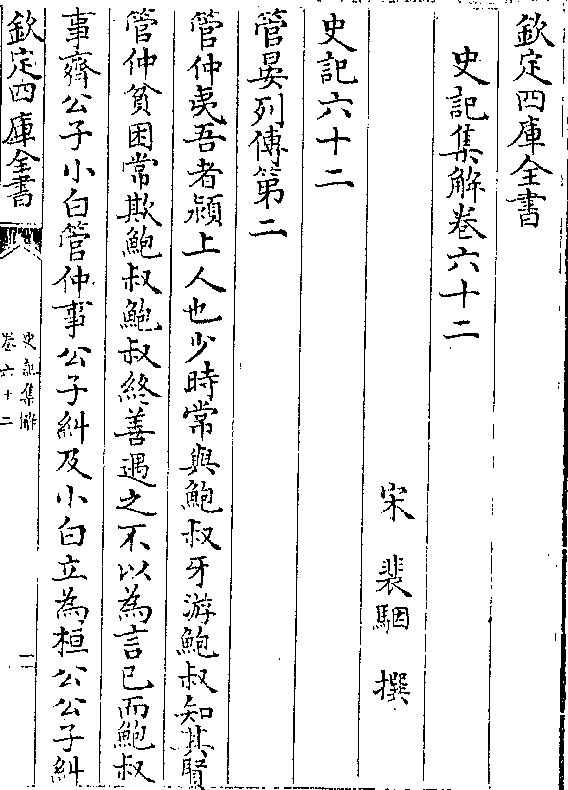 欽定四庫全書
史記集解卷六十二
宋 裴駰 撰
史記六十二
管晏列傳第二
管仲夷吾者潁上人也少時常與鮑叔牙游鮑叔知其賢
管仲貧困常欺鮑叔鮑叔終善遇之不以為言已而鮑叔
事齊公子小白管仲事公子糾及小白立為桓公公子糾
欽定四庫全書
史記集解
卷六十二
一